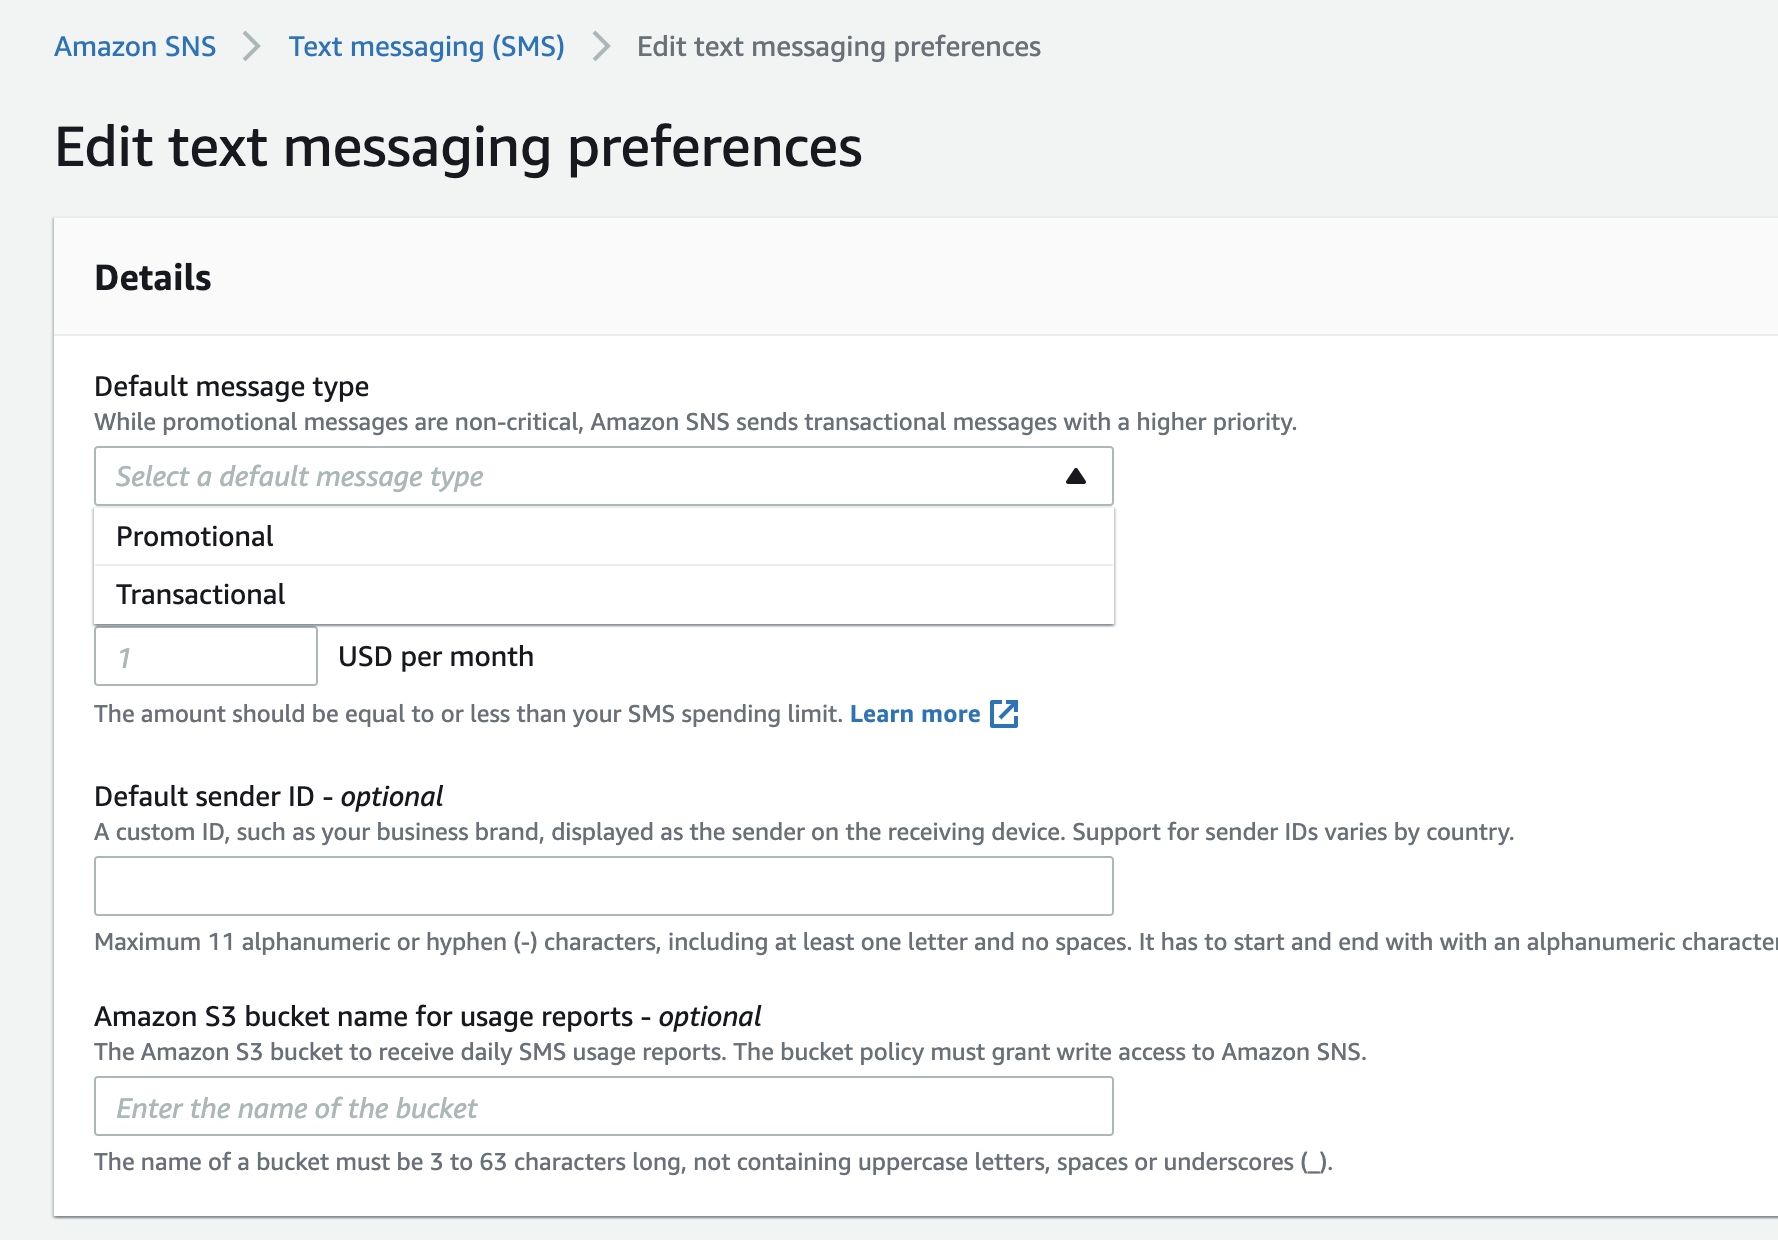 Amazon SNS > Text messaging (SMS) > Edit text messaging preferences
Edit text messaging preferences
Details
Default message type
While promotional messages are non-critical, Amazon SNS sends transactional messages with a higher priority.
Select a default message type
Promotional
Transactional
1 USD per month
The amount should be equal to or less than your SMS spending limit. Learn more
Default sender ID - optional
A custom ID, such as your business brand, displayed as the sender on the receiving device. Support for sender IDs varies by country.
Maximum 11 alphanumeric or hyphen (-) characters, including at least one letter and no spaces. It has to start and end with with an alphanumeric character
Amazon S3 bucket name for usage reports - optional
The Amazon S3 bucket to receive daily SMS usage reports. The bucket policy must grant write access to Amazon SNS.
Enter the name of the bucket
The name of a bucket must be 3 to 63 characters long, not containing uppercase letters, spaces or underscores (_).